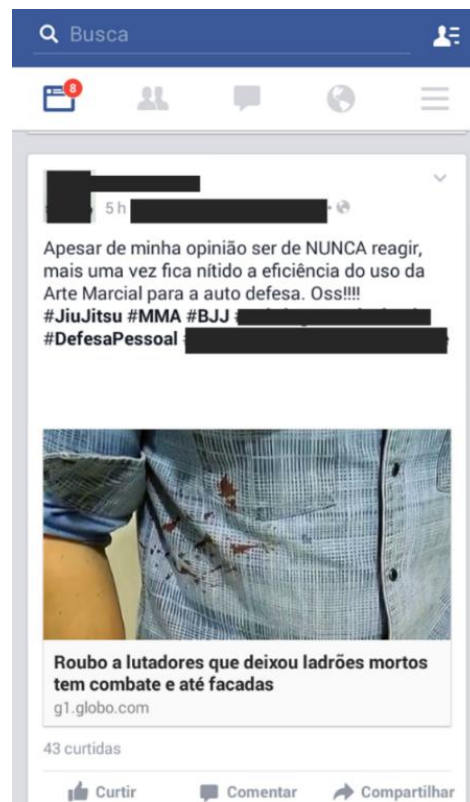 Busca
8
5 h
Apesar de minha opinião ser de NUNCA reagir,
mais uma vez fica nítido a eficiência do uso da
Arte Marcial para a auto defesa. Oss!!!!
#JiuJitsu #MMA #BJJ
#DefesaPessoal
Roubo a lutadores que deixou ladrões mortos
tem combate e até facadas
g1.globo.com
43 curtidas
Curtir Comentar Compartilhar